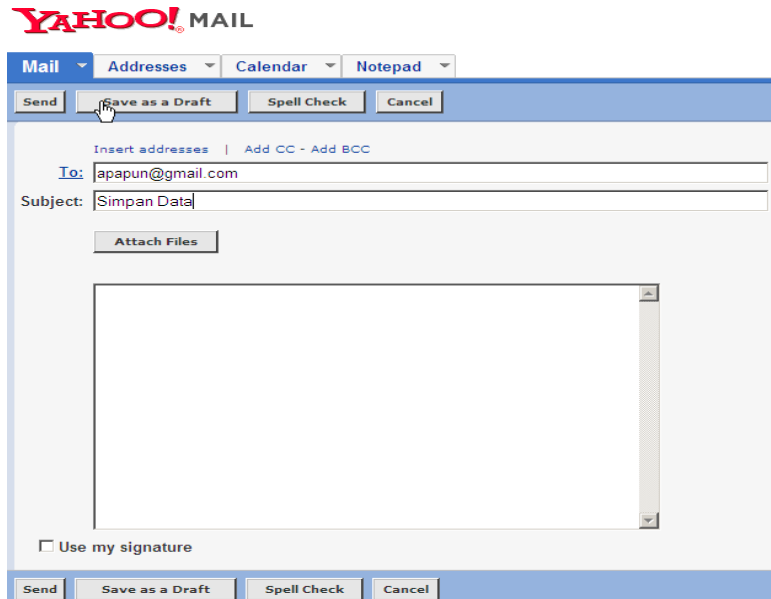 YAHOO! MAIL
Mail Addresses Calendar Notepad
Send Save as a Draft Spell Check Cancel
Insert addresses | Add CC - Add BCC
To: apapun@gmail.com
Subject: Simpan Data
Attach Files
Use my signature
Send Save as a Draft Spell Check Cancel